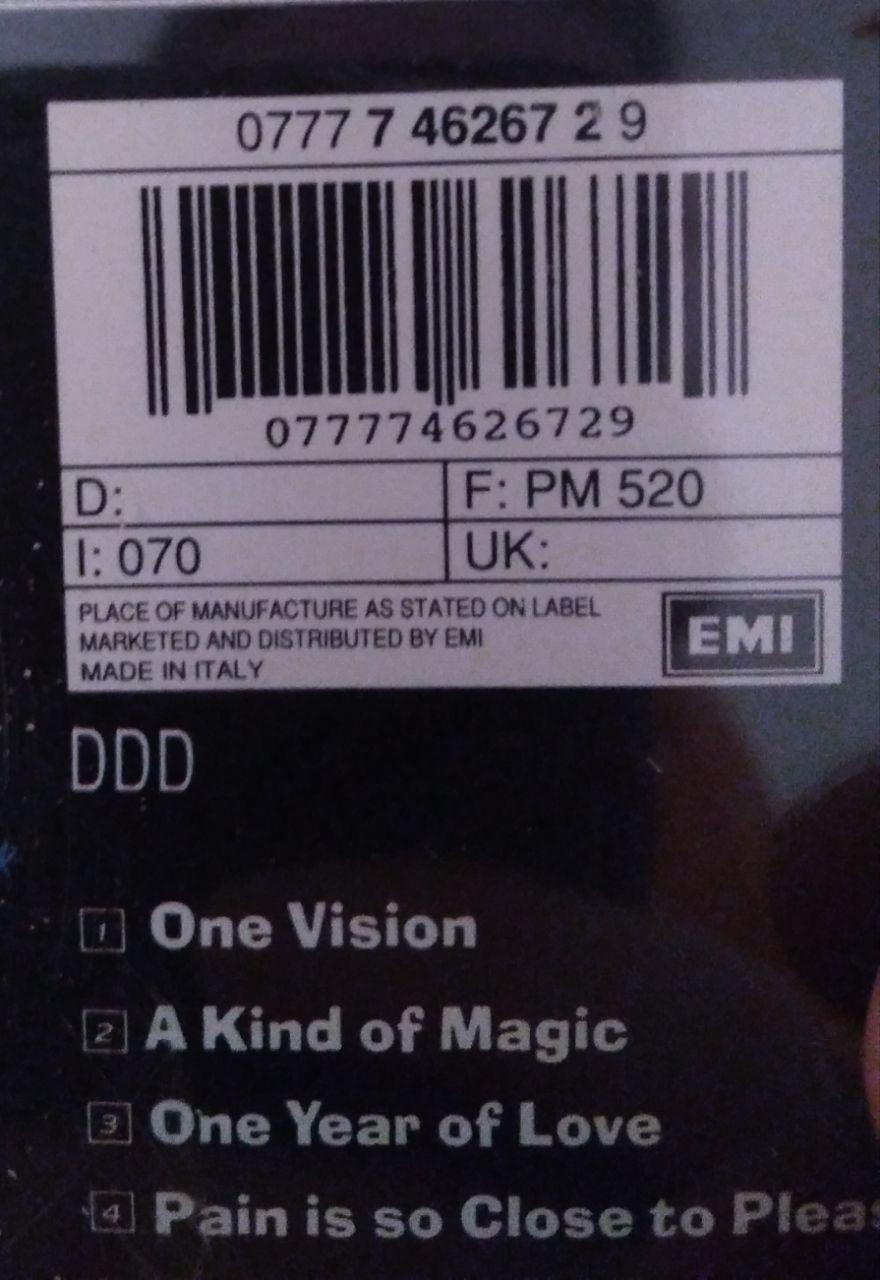 0777 7 46267 2 9
0777774626729
D:
F: PM 520
I: 070
UK:
PLACE OF MANUFACTURE AS STATED ON LABEL
MARKETED AND DISTRIBUTED BY EMI
MADE IN ITALY
EMI
DDD
1 One Vision
2 A Kind of Magic
3 One Year of Love
4 Pain is so Close to Pleas